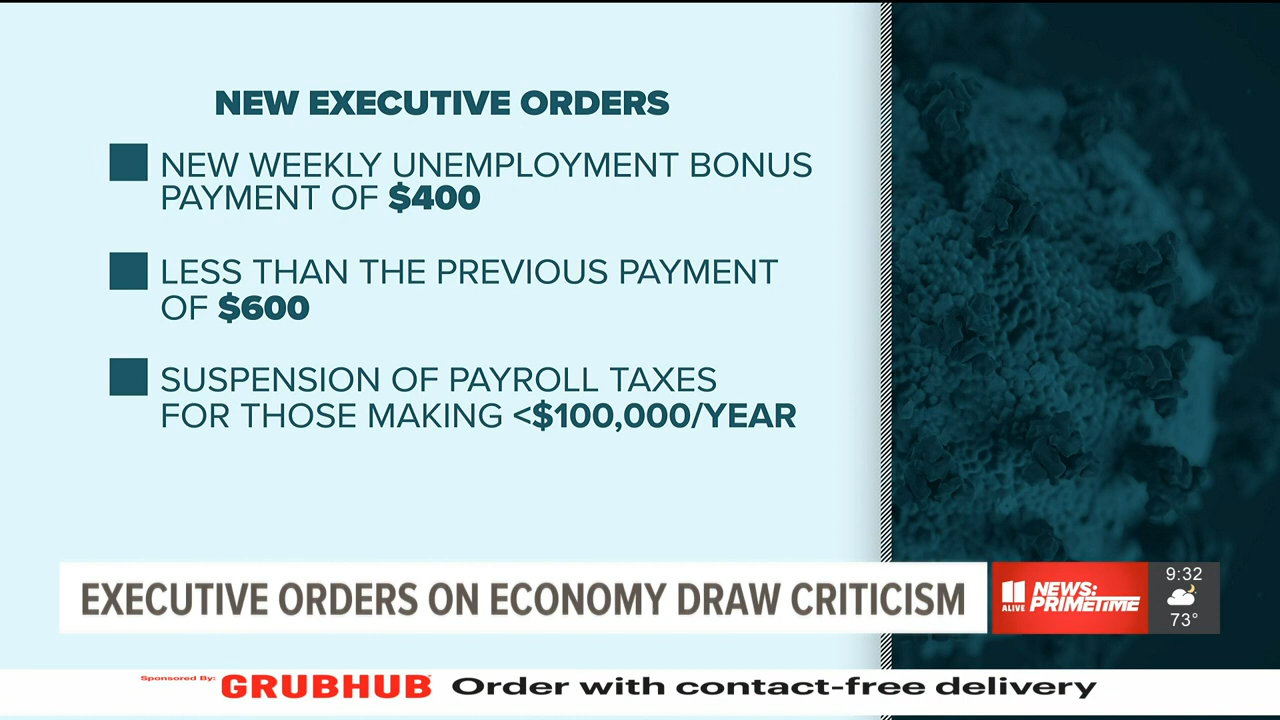 NEW EXECUTIVE ORDERS
NEW WEEKLY UNEMPLOYMENT BONUS
PAYMENT OF $400
LESS THAN THE PREVIOUS PAYMENT
OF $600
SUSPENSION OF PAYROLL TAXES
FOR THOSE MAKING <$100,000/YEAR
EXECUTIVE ORDERS ON ECONOMY DRAW CRITICISM
11
ALIVE
NEWS:
PRIMETIME
9:32
73°
Sponsored By: GRUBHUB Order with contact-free delivery